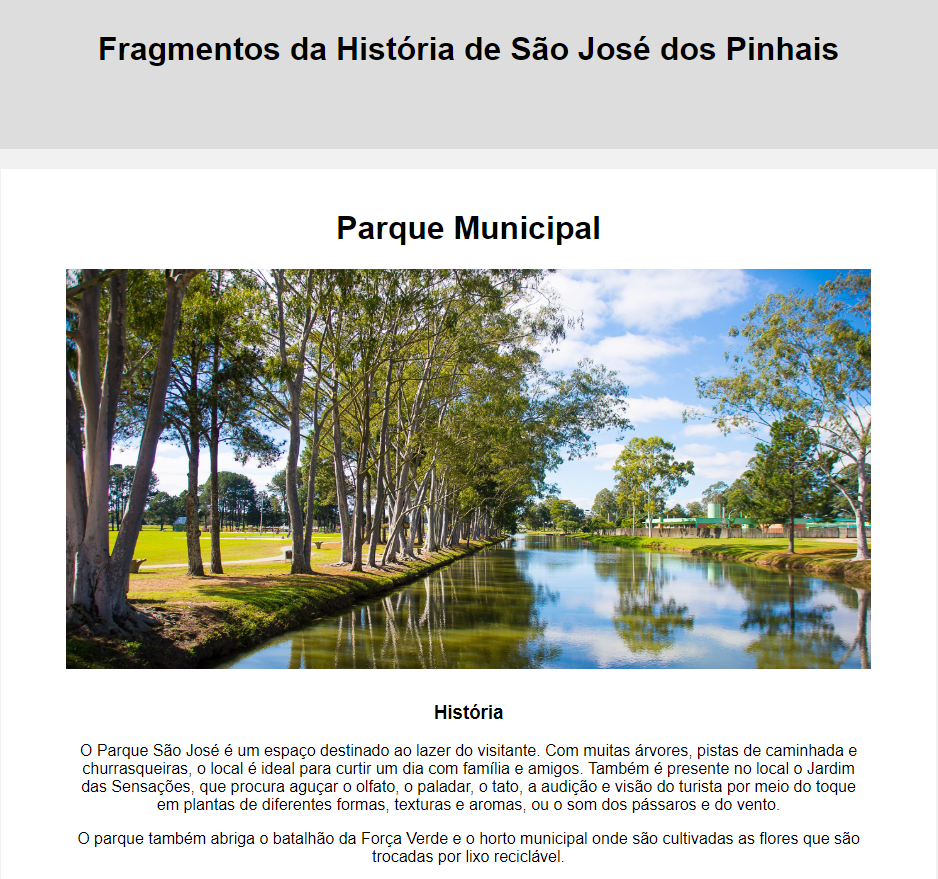 Fragmentos da História de São José dos Pinhais
Parque Municipal
História
O Parque São José é um espaço destinado ao lazer do visitante. Com muitas árvores, pistas de caminhada e
churrasqueiras, o local é ideal para curtir um dia com família e amigos. Também é presente no local o Jardim
das Sensações, que procura aguçar o olfato, o paladar, o tato, a audição e visão do turista por meio do toque
em plantas de diferentes formas, texturas e aromas, ou o som dos pássaros e do vento.
O parque também abriga o batalhão da Força Verde e o horto municipal onde são cultivadas as flores que são
trocadas por lixo reciclável.